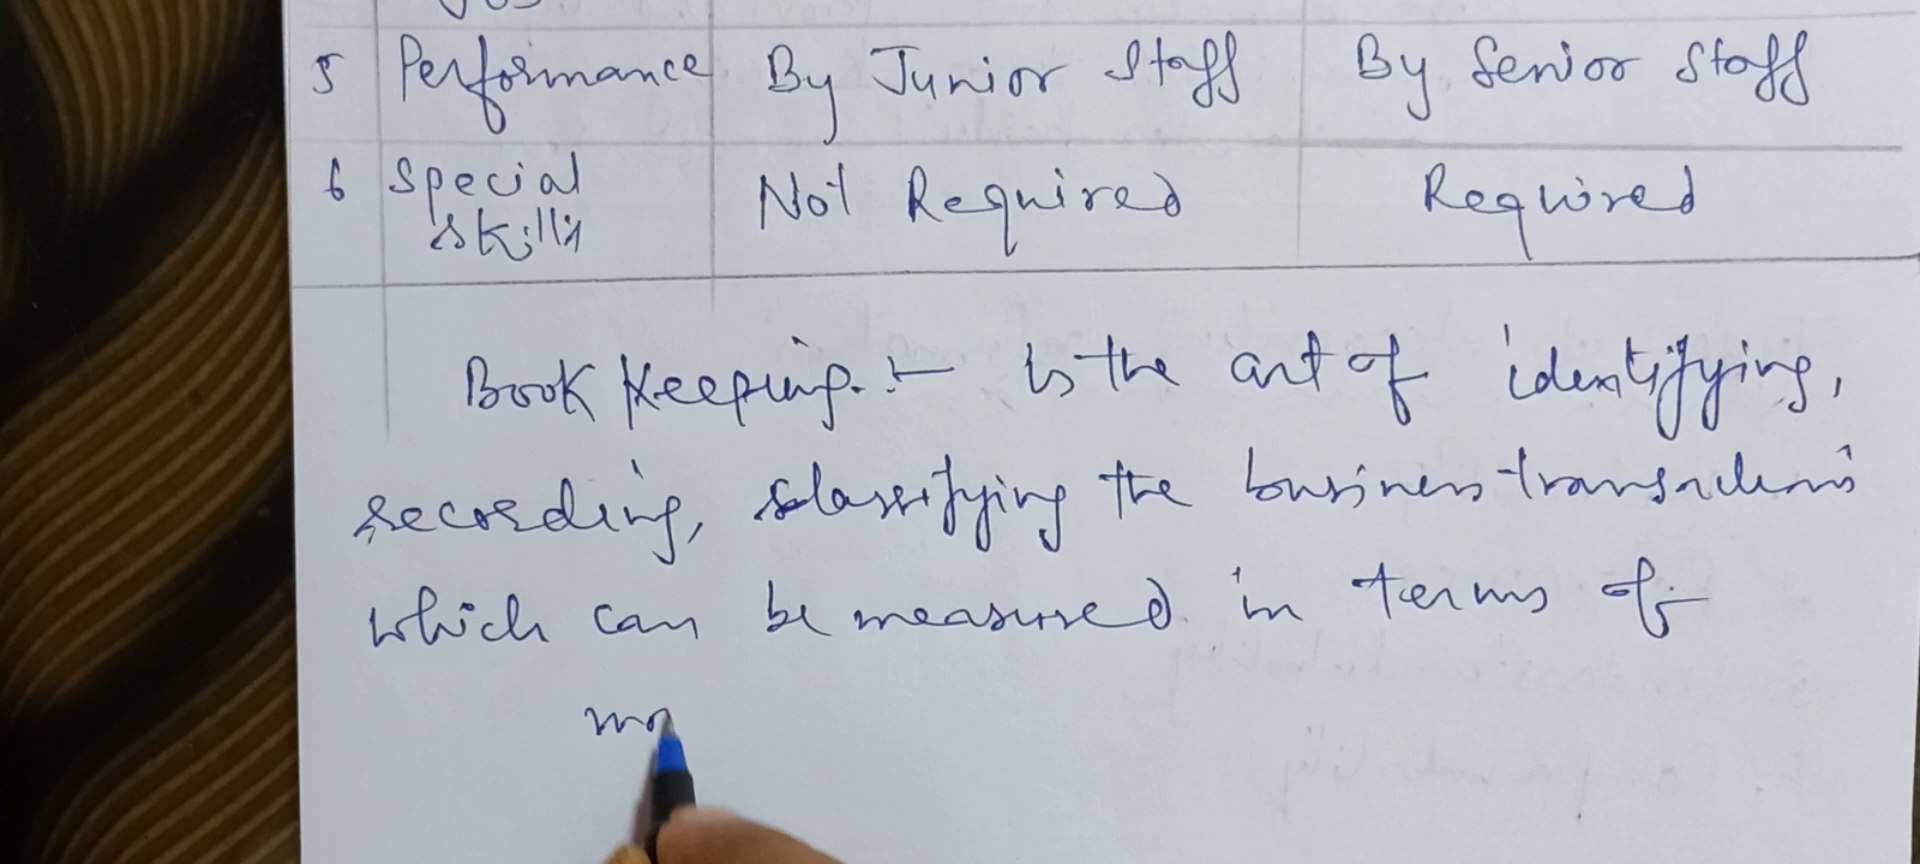 5 Performance By Junior Staff By Senior Staff
6 Special Not Required Required
skills
Book Keeping :- Is the art of identifying,
recording, classifying the business transactions
which can be measured in terms of
mo